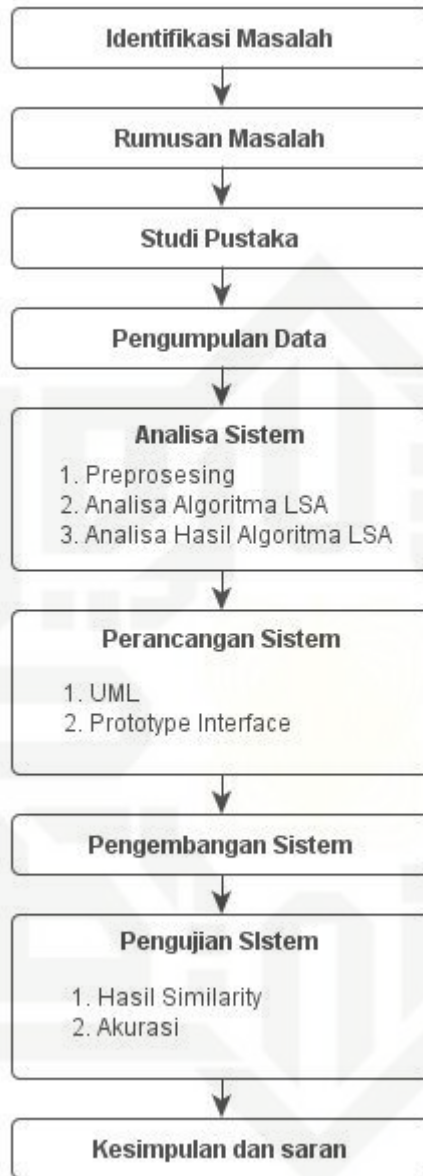 Identifikasi Masalah
Rumusan Masalah
Studi Pustaka
Pengumpulan Data
Analisa Sistem
1. Preprosesing
2. Analisa Algoritma LSA
3. Analisa Hasil Algoritma LSA
Perancangan Sistem
1. UML
2. Prototype Interface
Pengembangan Sistem
Pengujian SIstem
1. Hasil Similarity
2. Akurasi
Kesimpulan dan saran